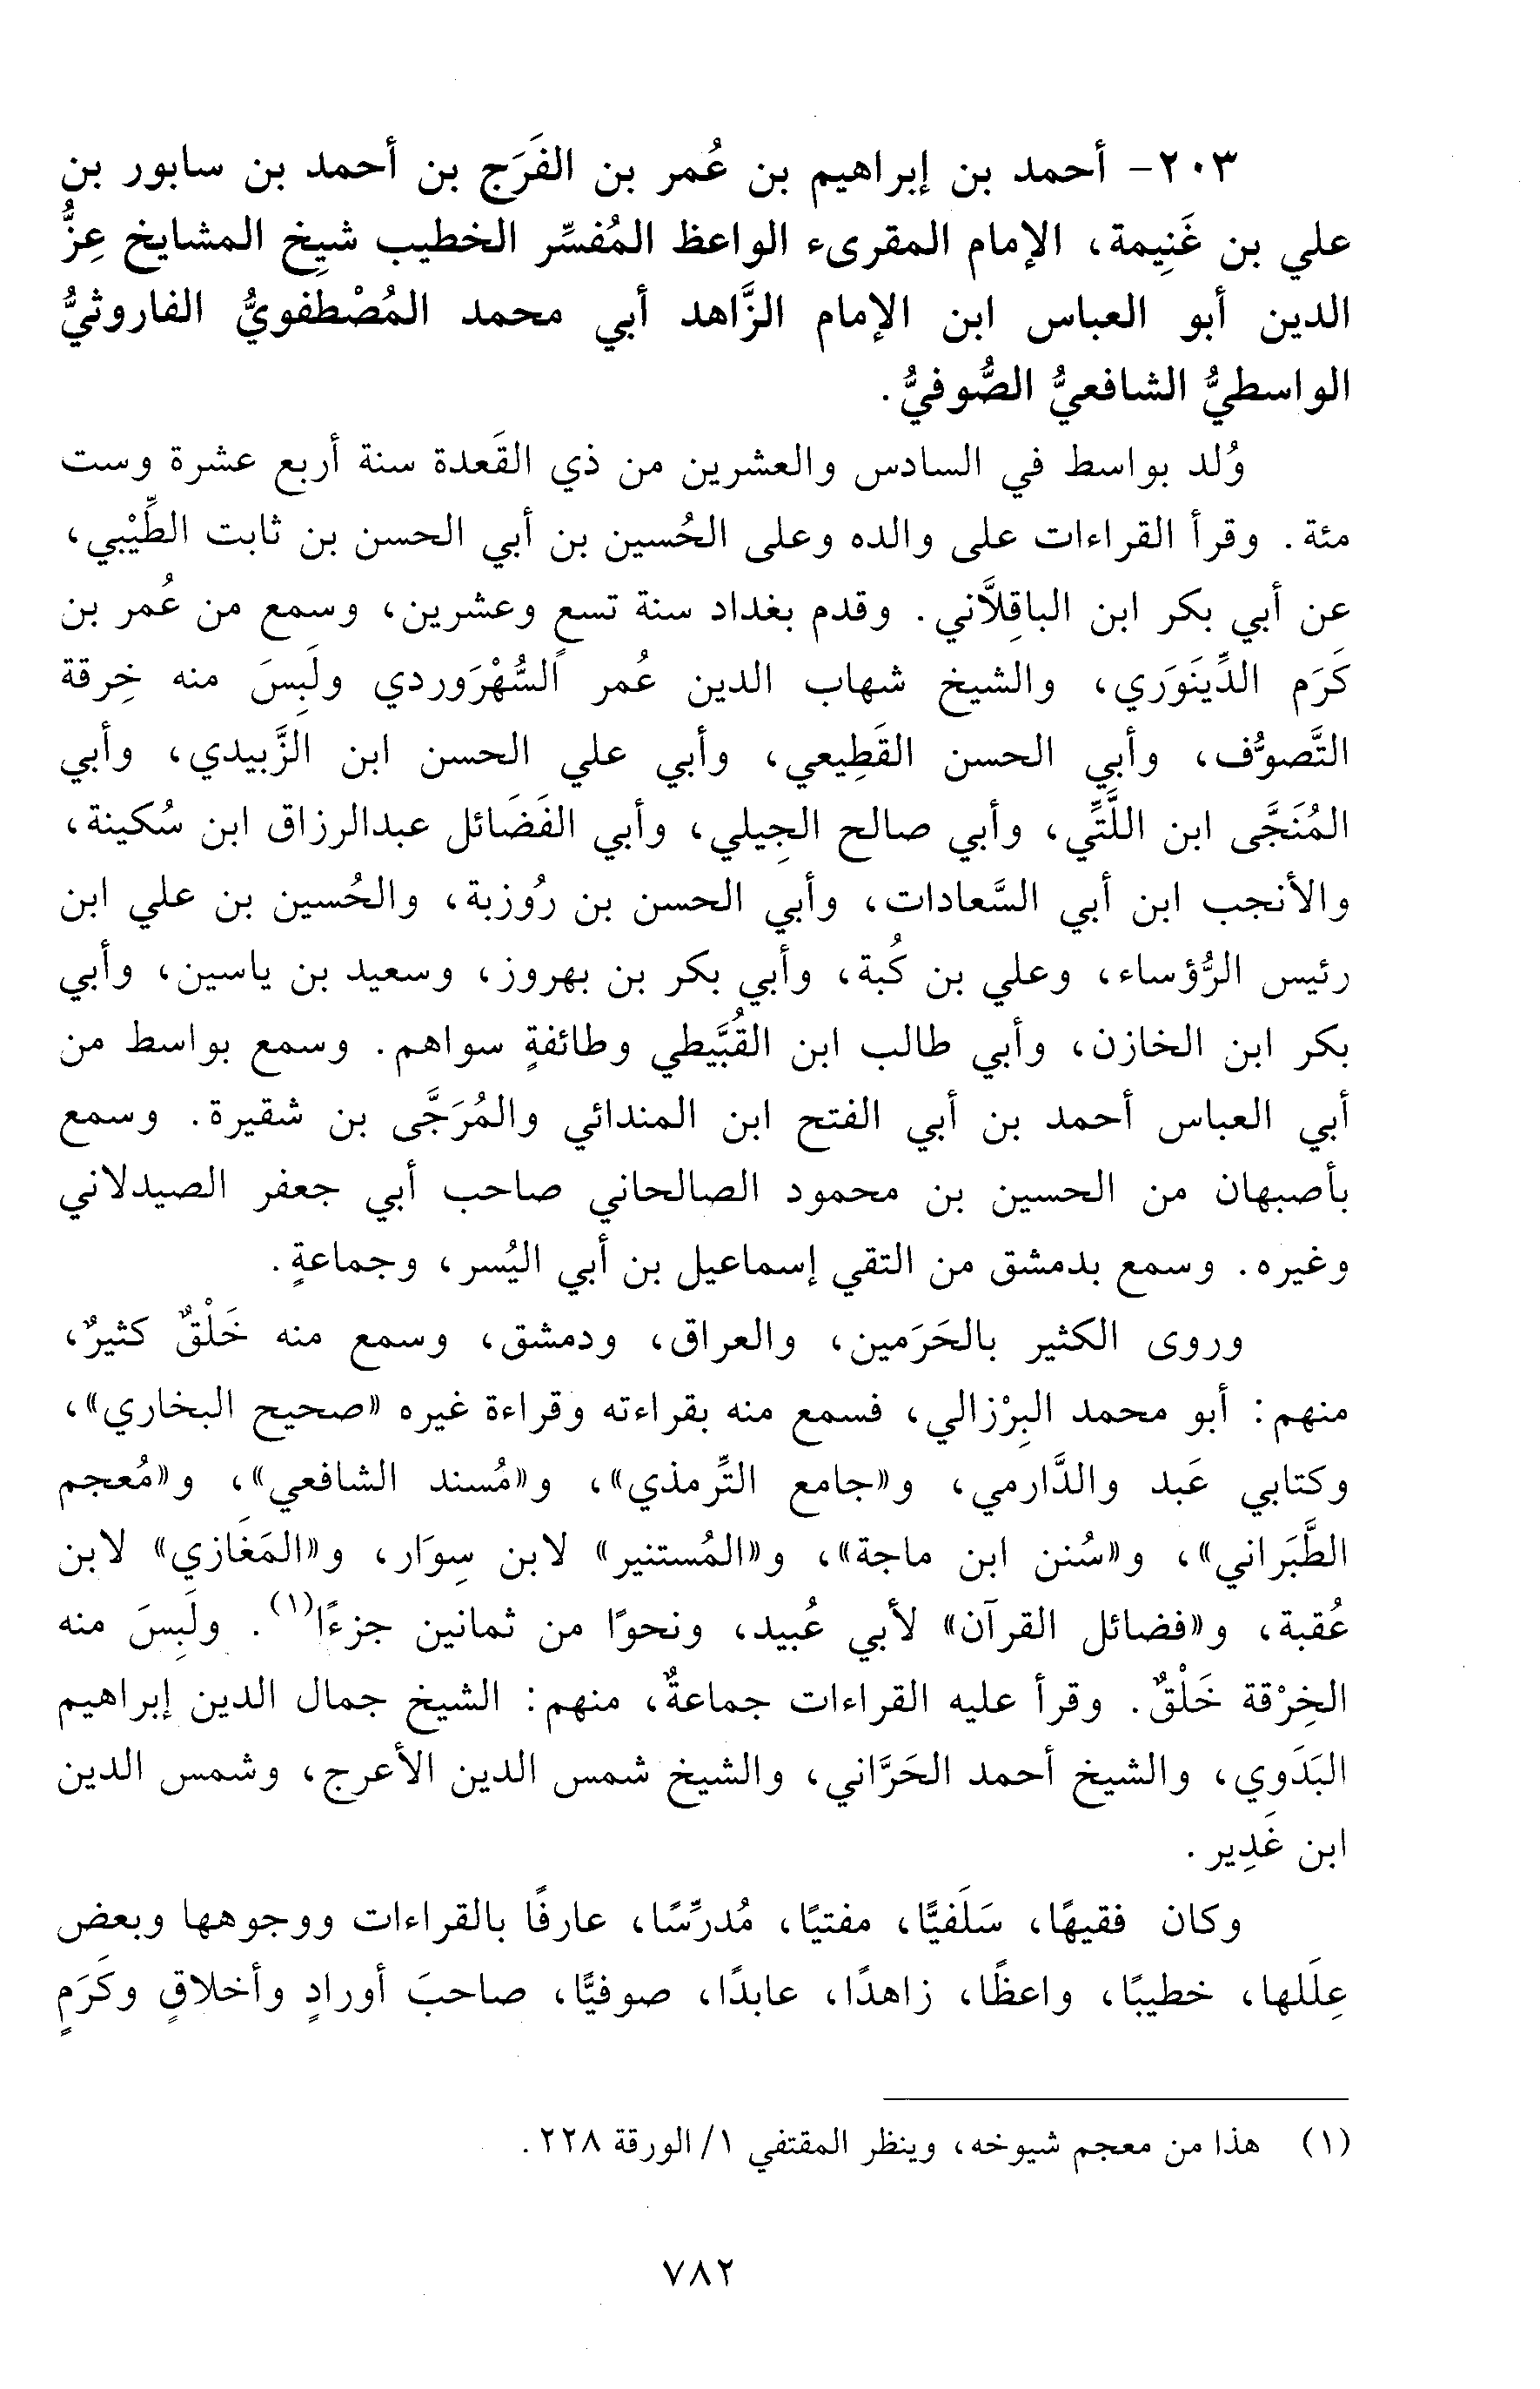 ٢٠٣- أحمد بن إبراهيم بن عُمر بن الفَرَج بن أحمد بن سابور بن
علي بن غَنِيمة، الإمام المقرىء الواعظ المُفسِّر الخطيب شيخ المشايخ عِزُّ
الدين أبو العباس ابن الإمام الزَّاهد أبي محمد المُصْطفويُّ الفاروثيُّ
الواسطيُّ الشافعيُّ الصُّوفيُّ.
وُلد بواسط في السادس والعشرين من ذي القَعدة سنة أربع عشرة وست
مئة. وقرأ القراءات على والده وعلى الحُسين بن أبي الحسن بن ثابت الطِّيْبي،
عن أبي بكر ابن الباقِلاَّني. وقدم بغداد سنة تسعٍ وعشرين، وسمع من عُمر بن
كَرَم الدِّينَوَري، والشيخ شهاب الدين عُمر السُّهْرَوردي ولَبِسَ منه خِرقة
التَّصوُّف، وأبي الحسن القَطِيعي، وأبي علي الحسن ابن الزَّبيدي، وأبي
المُنَجَّى ابن اللَّتِّي، وأبي صالح الجِيلي، وأبي الفَضَائل عبدالرزاق ابن سُكينة،
والأنجب ابن أبي السَّعادات، وأبي الحسن بن رُوزبة، والحُسين بن علي ابن
رئيس الرُّؤساء، وعلي بن كُبة، وأبي بكر بن بهروز، وسعيد بن ياسين، وأبي
بكر ابن الخازن، وأبي طالب ابن القُبَّيطي وطائفةٍ سواهم. وسمع بواسط من
أبي العباس أحمد بن أبي الفتح ابن المندائي والمُرَجَّى بن شقيرة. وسمع
بأصبهان من الحسين بن محمود الصالحاني صاحب أبي جعفر الصيدلاني
وغيره. وسمع بدمشق من التقي إسماعيل بن أبي اليُسر، وجماعةٍ.
وروى الكثير بالحَرَمين، والعراق، ودمشق، وسمع منه خَلْقٌ كثيرٌ،
منهم: أبو محمد البِرْزالي، فسمع منه بقراءته وقراءة غيره «صحيح البخاري»،
وكتابي عَبد والدَّارمي، و«جامع التِّرمذي»، و«مُسند الشافعي»، و«مُعجم
الطَّبَراني»، و«سُنن ابن ماجة»، و«المُستنير» لابن سِوَار، و«المَغَازي» لابن
عُقبة، و«فضائل القرآن» لأبي عُبيد، ونحوًا من ثمانين جزءًا(١). ولَبِسَ منه
الخِرْقة خَلْقٌ. وقرأ عليه القراءات جماعةٌ، منهم: الشيخ جمال الدين إبراهيم
البَدَوي، والشيخ أحمد الحَرَّاني، والشيخ شمس الدين الأعرج، وشمس الدين
ابن غَدِير.
وكان فقيهًا، سَلَفيًّا، مفتيًا، مُدرِّسًا، عارفًا بالقراءات ووجوهها وبعض
عِلَلها، خطيبًا، واعظًا، زاهدًا، عابدًا، صوفيًّا، صاحبَ أورادٍ وأخلاقٍ وكَرَمٍ
(١) هذا من معجم شيوخه، وينظر المقتفي ١/ الورقة ٢٢٨.
٧٨٢